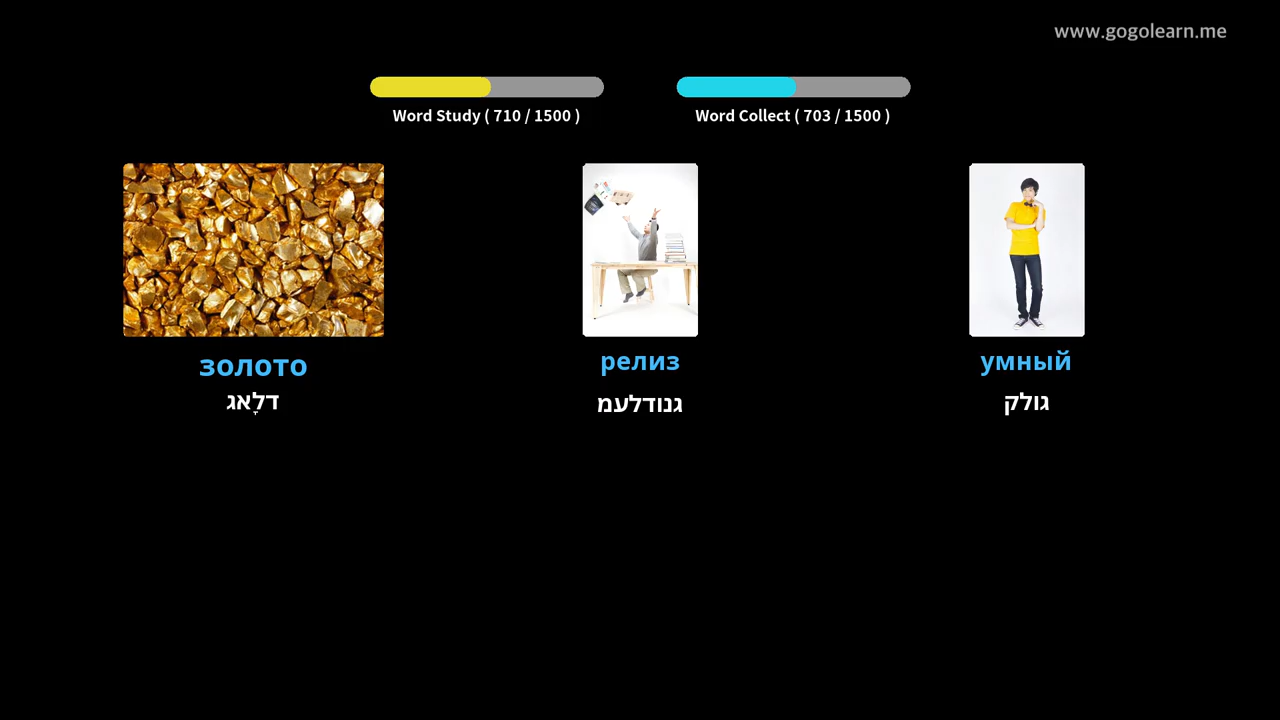 www.gogolearn.me
Word Study ( 710 / 1500 ) Word Collect ( 703 / 1500 )
золото релиз умный
דלָאג גנודלעמ גולק